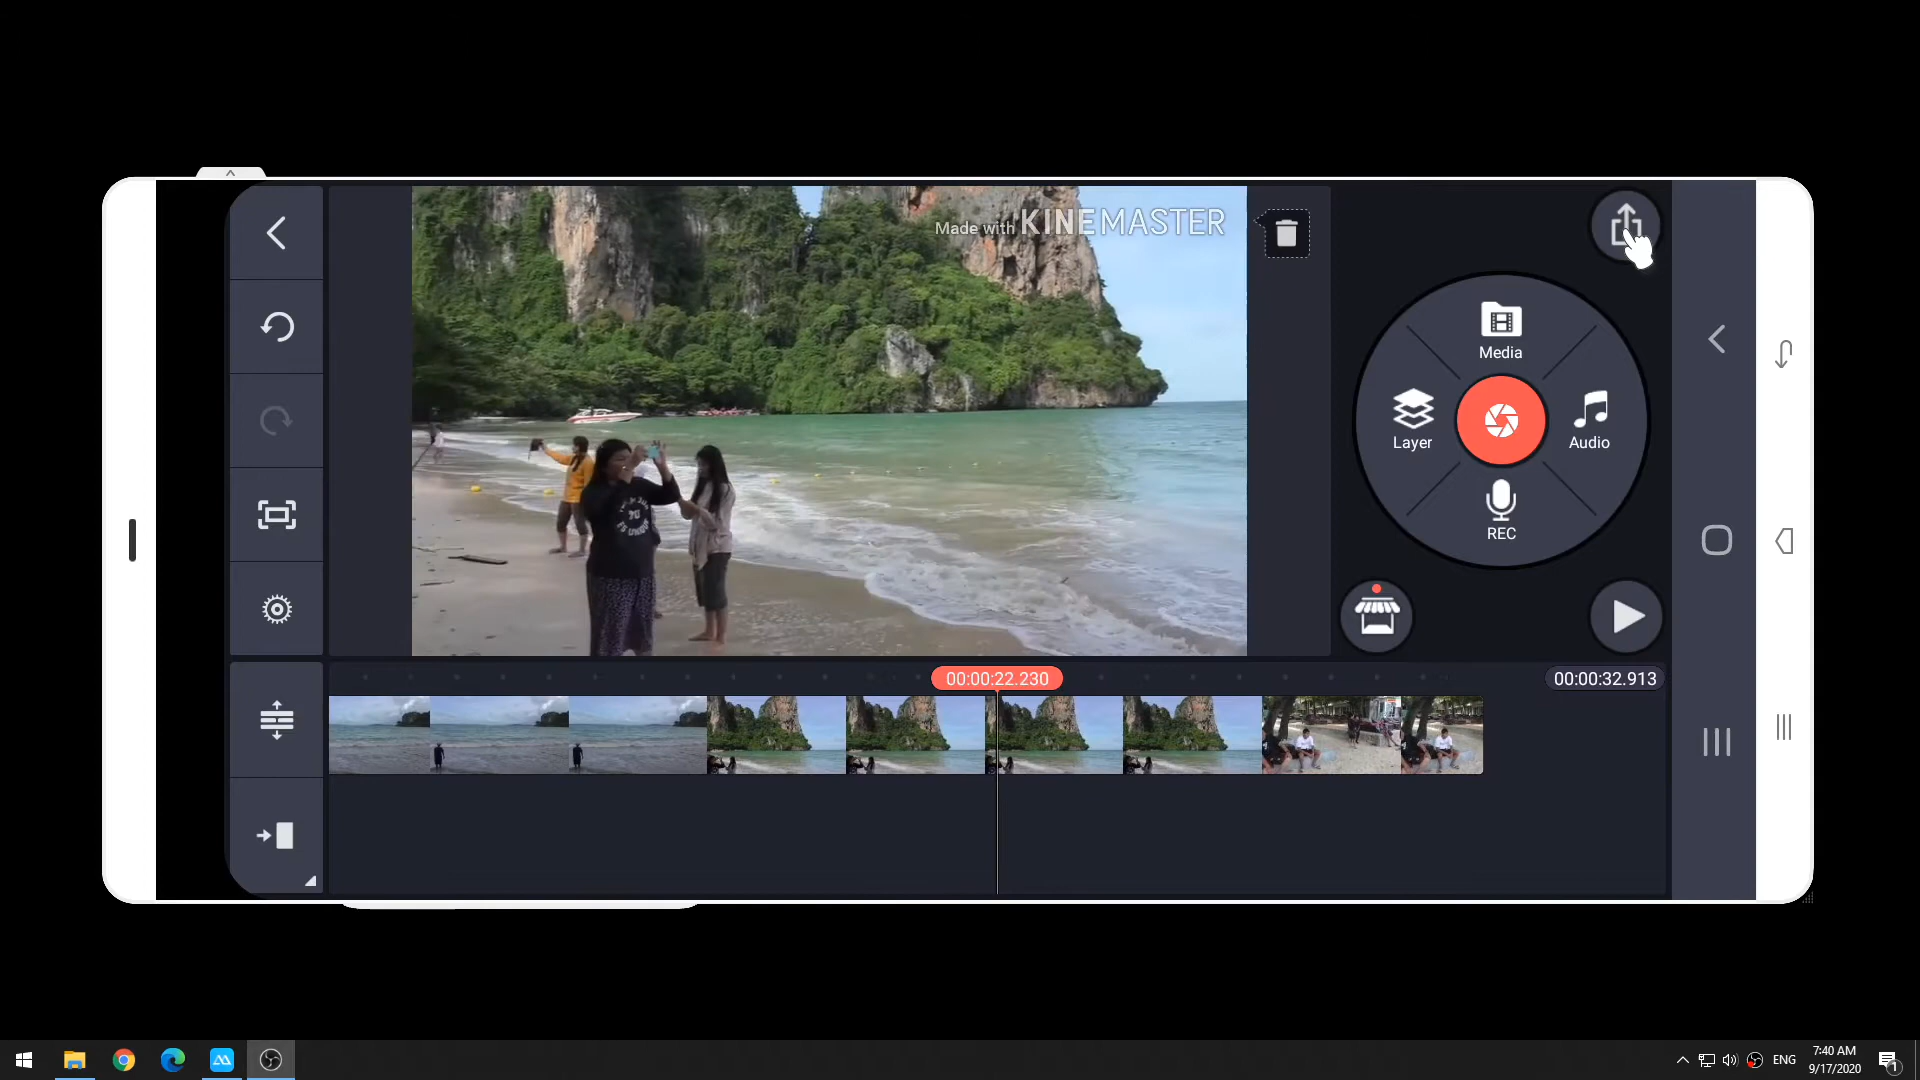 Made with KINEMASTER
Media
Layer
Audio
REC
00:00:22.230
00:00:32.913
ENG
7:40 AM
9/17/2020
1